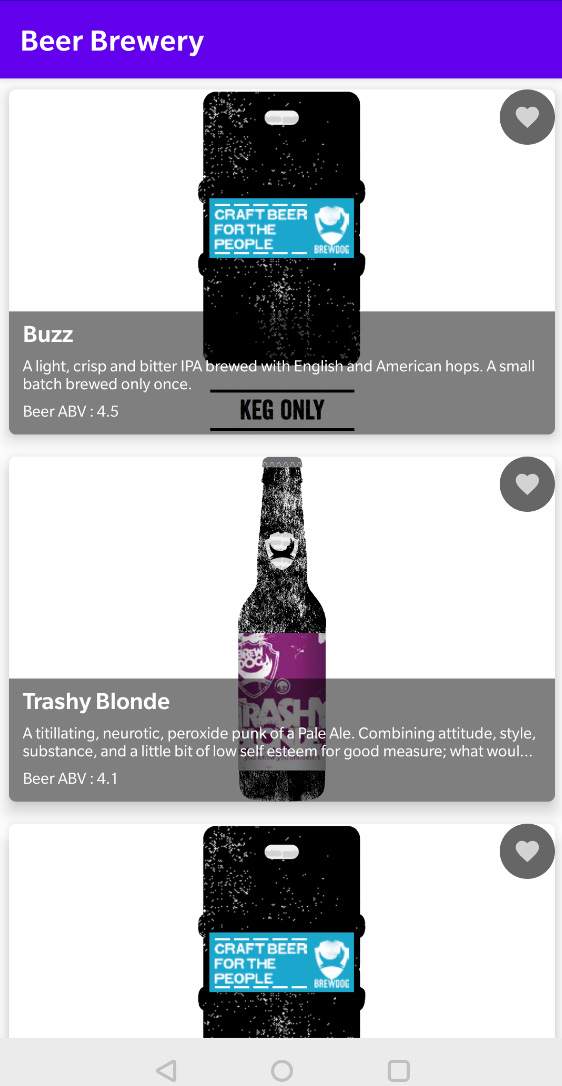 Beer Brewery
CRAFT BEER
FOR THE
PEOPLE
BREWDOG
Buzz
A light, crisp and bitter IPA brewed with English and American hops. A small
batch brewed only once.
Beer ABV : 4.5
KEG ONLY
BREW
DOG
TRASHY
BLONDE
Trashy Blonde
A titillating, neurotic, peroxide punk of a Pale Ale. Combining attitude, style,
substance, and a little bit of low self esteem for good measure; what woul...
Beer ABV : 4.1
CRAFT BEER
FOR THE
PEOPLE
BREWDOG